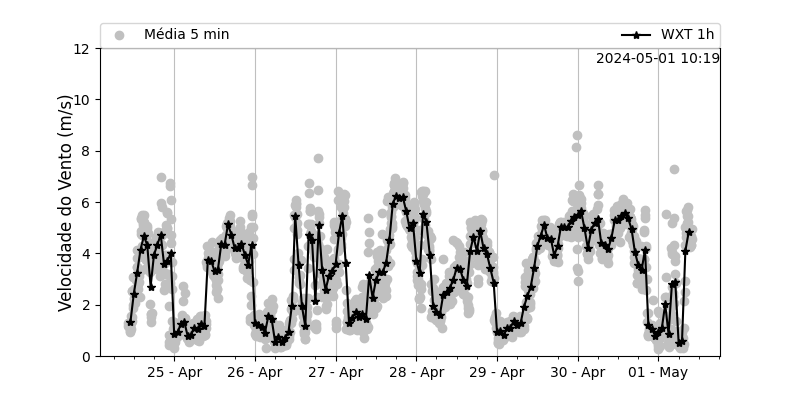 Média 5 min
WXT 1h
2024-05-01 10:19
Velocidade do Vento (m/s)
12
10
8
6
4
2
0
25 - Apr
26 - Apr
27 - Apr
28 - Apr
29 - Apr
30 - Apr
01 - May